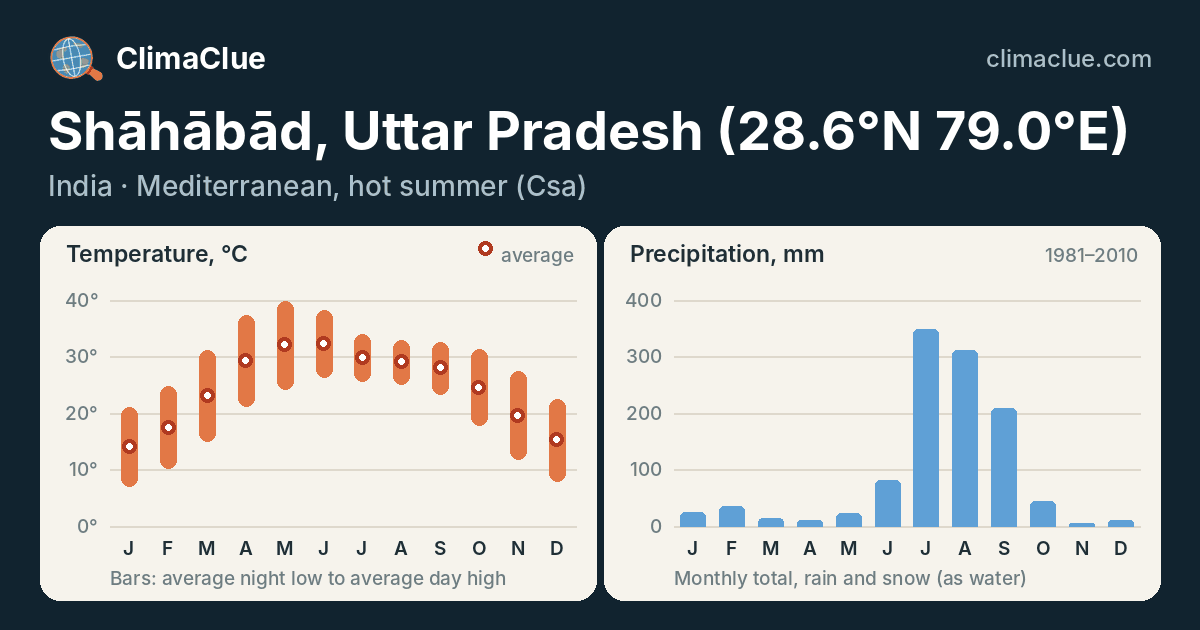 ClimaClue
climaclue.com
Shāhābād, Uttar Pradesh (28.6°N 79.0°E)
India · Mediterranean, hot summer (Csa)
Temperature, °C
average
40°
30°
20°
10°
0°
J F M A M J J A S O N D
Bars: average night low to average day high
Precipitation, mm
1981–2010
400
300
200
100
0
J F M A M J J A S O N D
Monthly total, rain and snow (as water)